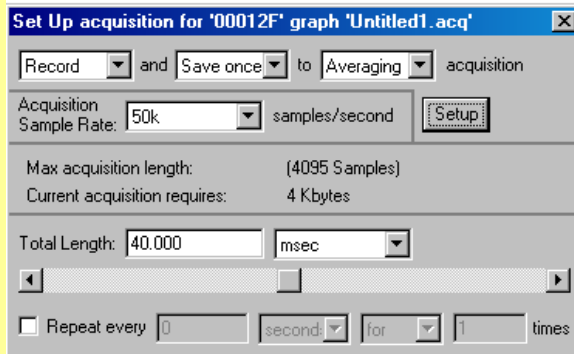 Set Up acquisition for '00012F' graph 'Untitled1.acq'
Record and Save once to Averaging acquisition
Acquisition
Sample Rate: 50k samples/second Setup
Max acquisition length: (4095 Samples)
Current acquisition requires: 4 Kbytes
Total Length: 40.000 msec
Repeat every 0 second: for 1 times